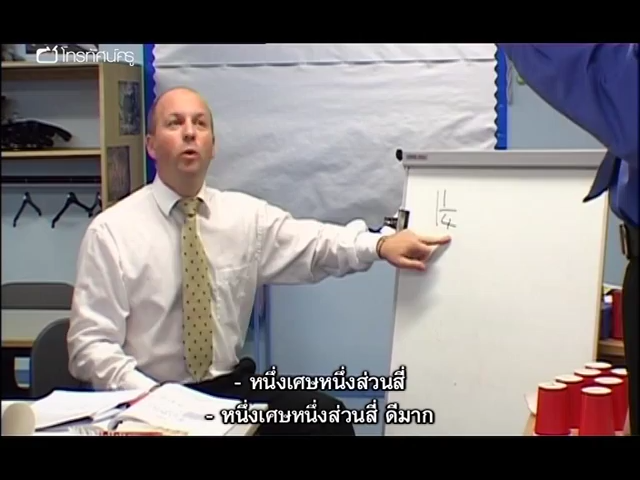 โทรทัศน์ครู
1 1/4
- หนึ่งเศษหนึ่งส่วนสี่
- หนึ่งเศษหนึ่งส่วนสี่ ดีมาก